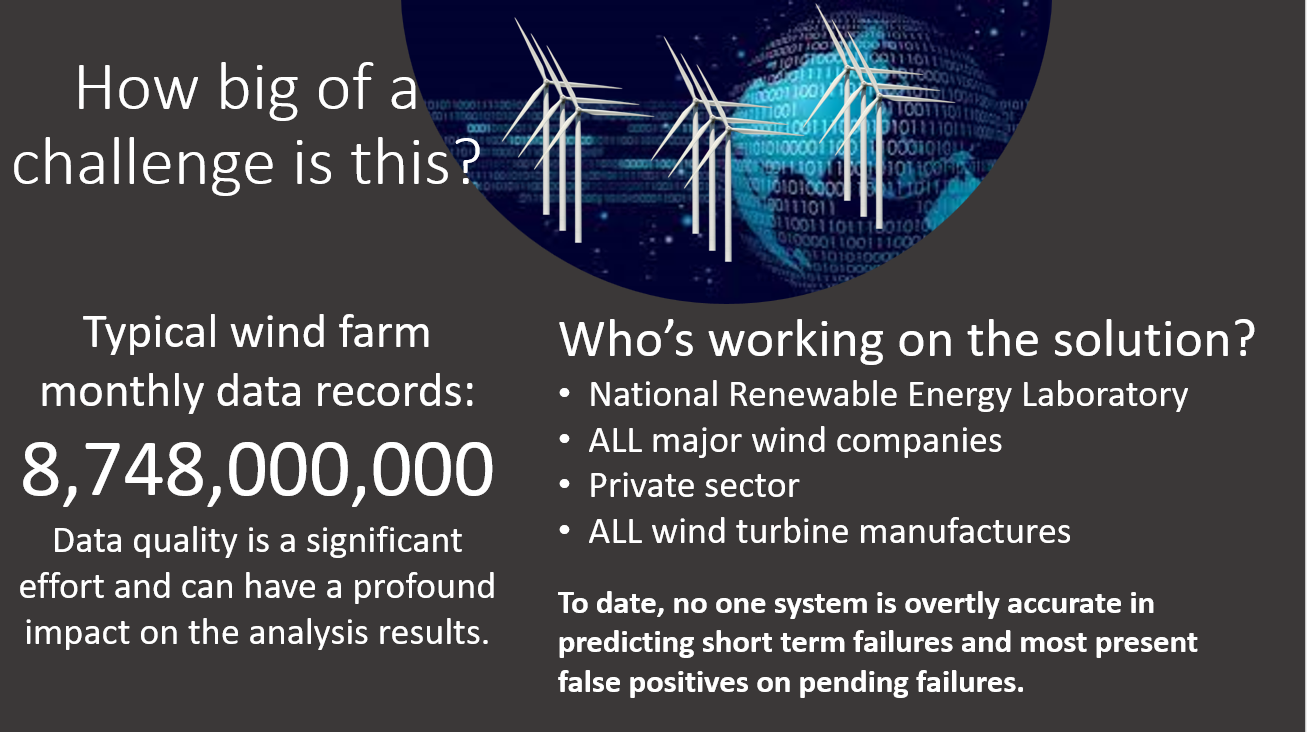 How big of a
challenge is this?
Typical wind farm
monthly data records:
8,748,000,000
Data quality is a significant
effort and can have a profound
impact on the analysis results.
Who’s working on the solution?
• National Renewable Energy Laboratory
• ALL major wind companies
• Private sector
• ALL wind turbine manufactures
To date, no one system is overtly accurate in
predicting short term failures and most present
false positives on pending failures.